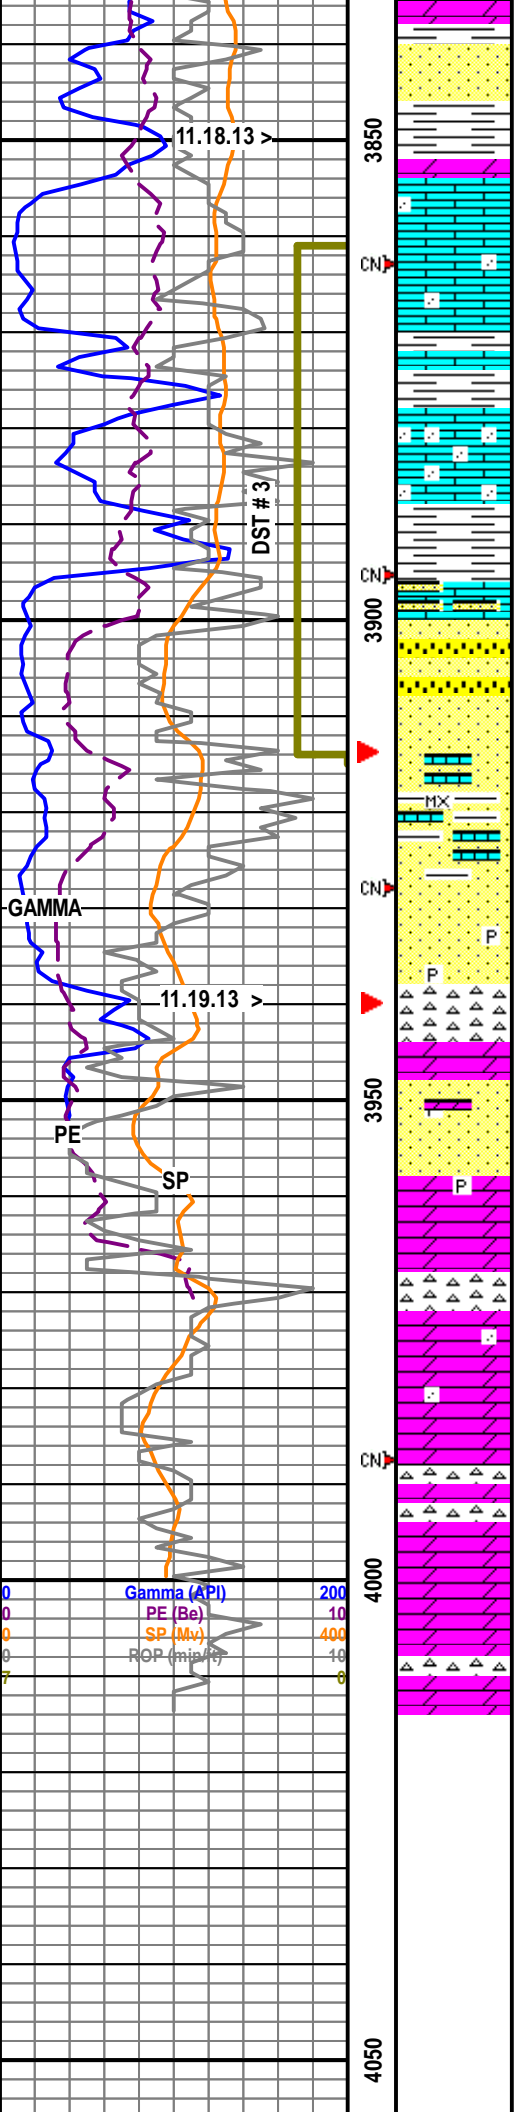 11.18.13 >
3850
CN
DST # 3
CN
3900
MX
CN
GAMMA
P
P
11.19.13 >
3950
PE
SP
P
CN
4000
0 Gamma (API) 200
0 PE (Be) 10
0 SP (Mv) 400
0 ROP (min/ft) 10
7 0
4050